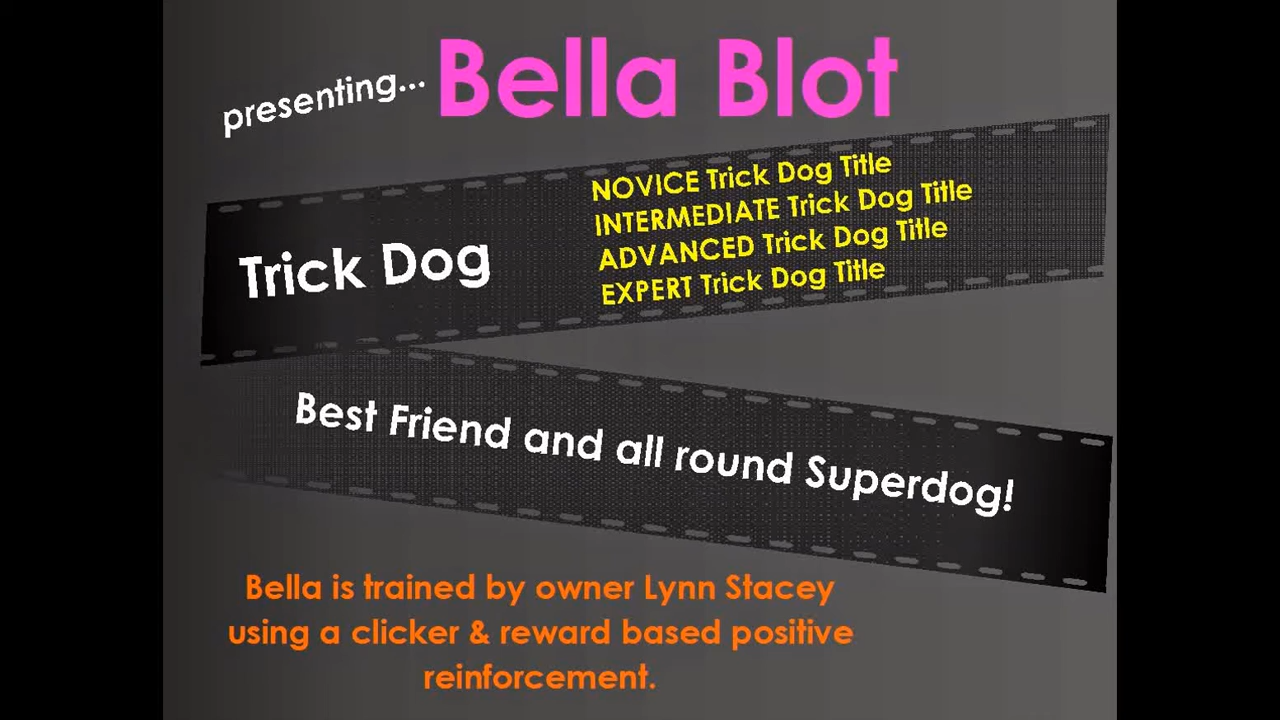 presenting... Bella Blot
NOVICE Trick Dog Title
INTERMEDIATE Trick Dog Title
ADVANCED Trick Dog Title
EXPERT Trick Dog Title
Trick Dog
Best Friend and all round Superdog!
Bella is trained by owner Lynn Stacey
using a clicker & reward based positive
reinforcement.